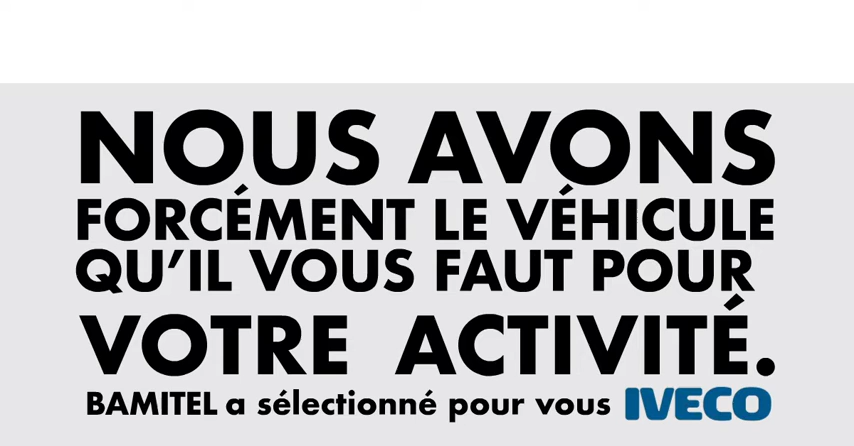 NOUS AVONS
FORCÉMENT LE VÉHICULE
QU'IL VOUS FAUT POUR
VOTRE ACTIVITÉ.
BAMITEL a sélectionné pour vous IVECO